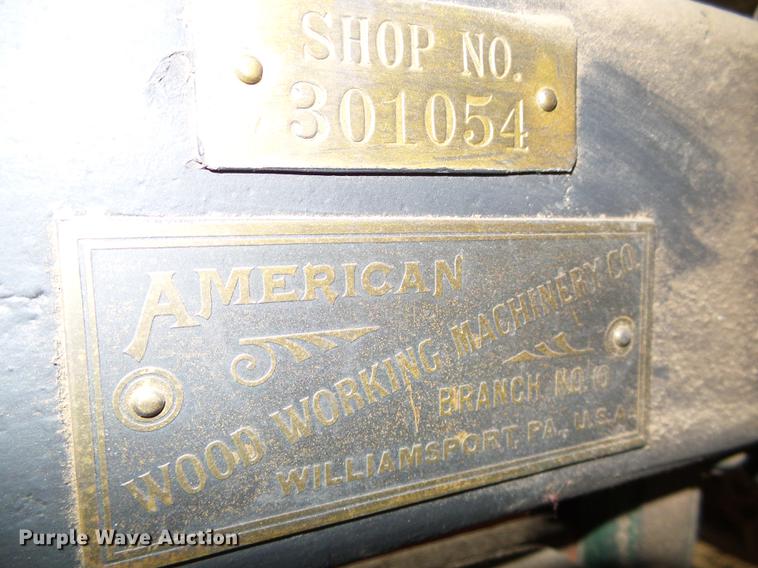 SHOP NO.
301054
AMERICAN
WOOD WORKING MACHINERY CO.
BRANCH NO. 10
WILLIAMSPORT, PA., U.S.A.
Purple Wave Auction